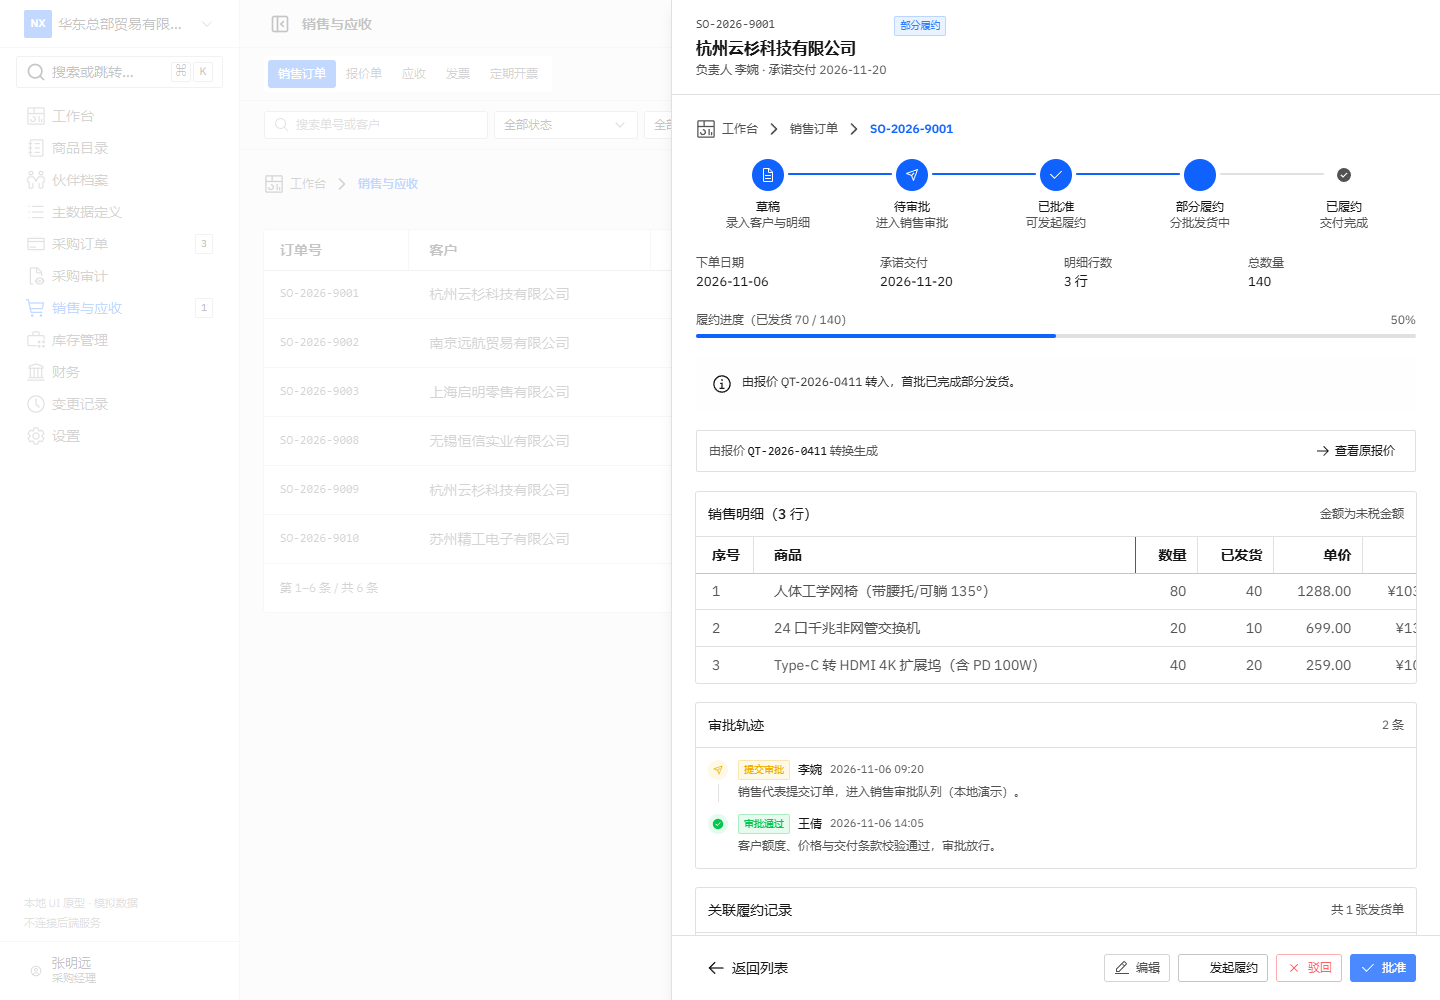 NX 华东总部贸易有限...
搜索或跳转... ⌘ K
工作台
商品目录
伙伴档案
主数据定义
采购订单 3
采购审计
销售与应收 1
库存管理
财务
变更记录
设置
本地 UI 原型 · 模拟数据
不连接后端服务
张明远
采购经理
销售与应收
销售订单 报价单 应收 发票 定期开票
搜索单号或客户 全部状态 全部
工作台 销售与应收
订单号 客户
SO-2026-9001 杭州云杉科技有限公司
SO-2026-9002 南京远航贸易有限公司
SO-2026-9003 上海启明零售有限公司
SO-2026-9008 无锡恒信实业有限公司
SO-2026-9009 杭州云杉科技有限公司
SO-2026-9010 苏州精工电子有限公司
第 1–6 条 / 共 6 条
SO-2026-9001 部分履约
杭州云杉科技有限公司
负责人 李婉 · 承诺交付 2026-11-20
工作台 销售订单 SO-2026-9001
草稿 待审批 已批准 部分履约 已履约
录入客户与明细 进入销售审批 可发起履约 分批发货中 交付完成
下单日期 承诺交付 明细行数 总数量
2026-11-06 2026-11-20 3 行 140
履约进度（已发货 70 / 140） 50%
由报价 QT-2026-0411 转入，首批已完成部分发货。
由报价 QT-2026-0411 转换生成 查看原报价
销售明细（3 行） 金额为未税金额
序号 商品 数量 已发货 单价
1 人体工学网椅（带腰托/可躺 135°） 80 40 1288.00 ¥103
2 24 口千兆非网管交换机 20 10 699.00 ¥13
3 Type-C 转 HDMI 4K 扩展坞（含 PD 100W） 40 20 259.00 ¥10
审批轨迹 2 条
提交审批 李婉 2026-11-06 09:20
销售代表提交订单，进入销售审批队列（本地演示）。
审批通过 王倩 2026-11-06 14:05
客户额度、价格与交付条款校验通过，审批放行。
关联履约记录 共 1 张发货单
返回列表 编辑 发起履约 驳回 批准